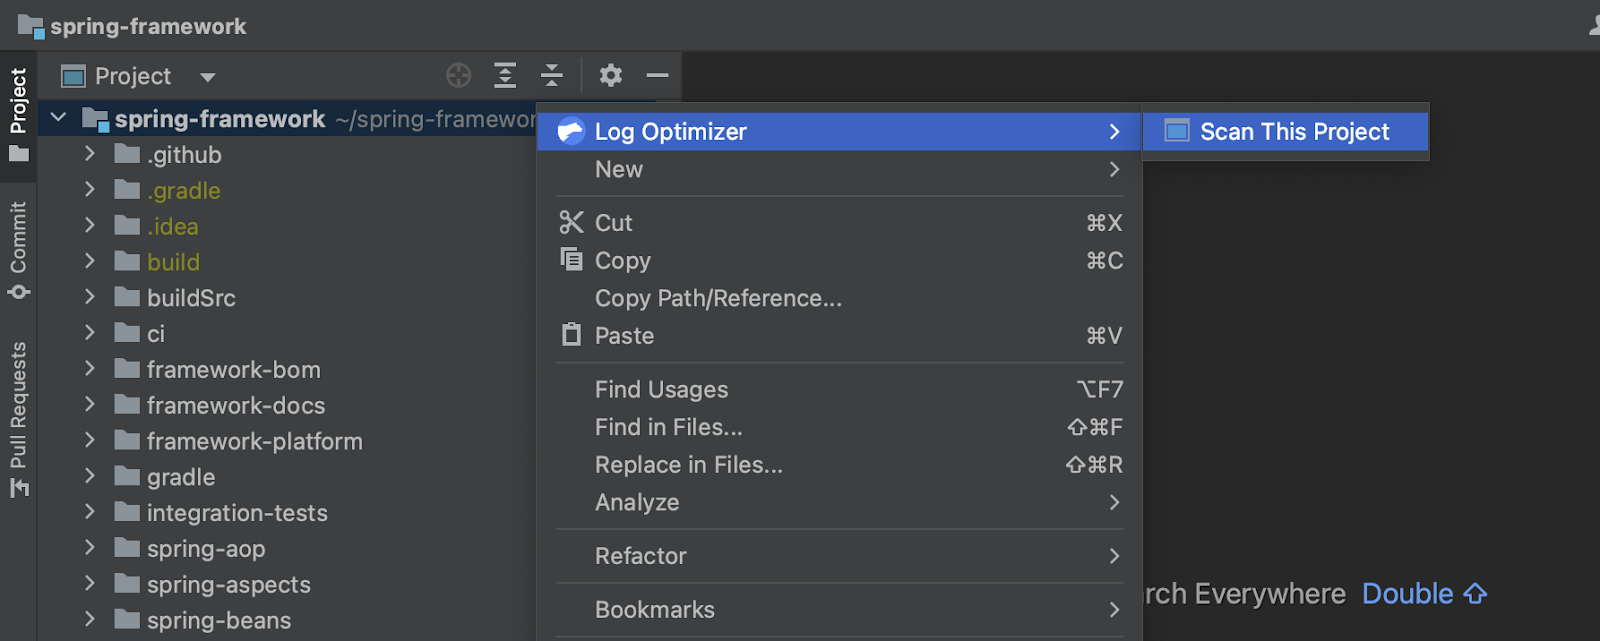 spring-framework
Project
Project
Commit
Pull Requests
spring-framework ~/spring-framewor
.github
.gradle
.idea
build
buildSrc
ci
framework-bom
framework-docs
framework-platform
gradle
integration-tests
spring-aop
spring-aspects
spring-beans
Log Optimizer
New
Cut ⌘X
Copy ⌘C
Copy Path/Reference...
Paste ⌘V
Find Usages ⌥F7
Find in Files... ⇧⌘F
Replace in Files... ⇧⌘R
Analyze
Refactor
Bookmarks
Scan This Project
rch Everywhere Double ⇧